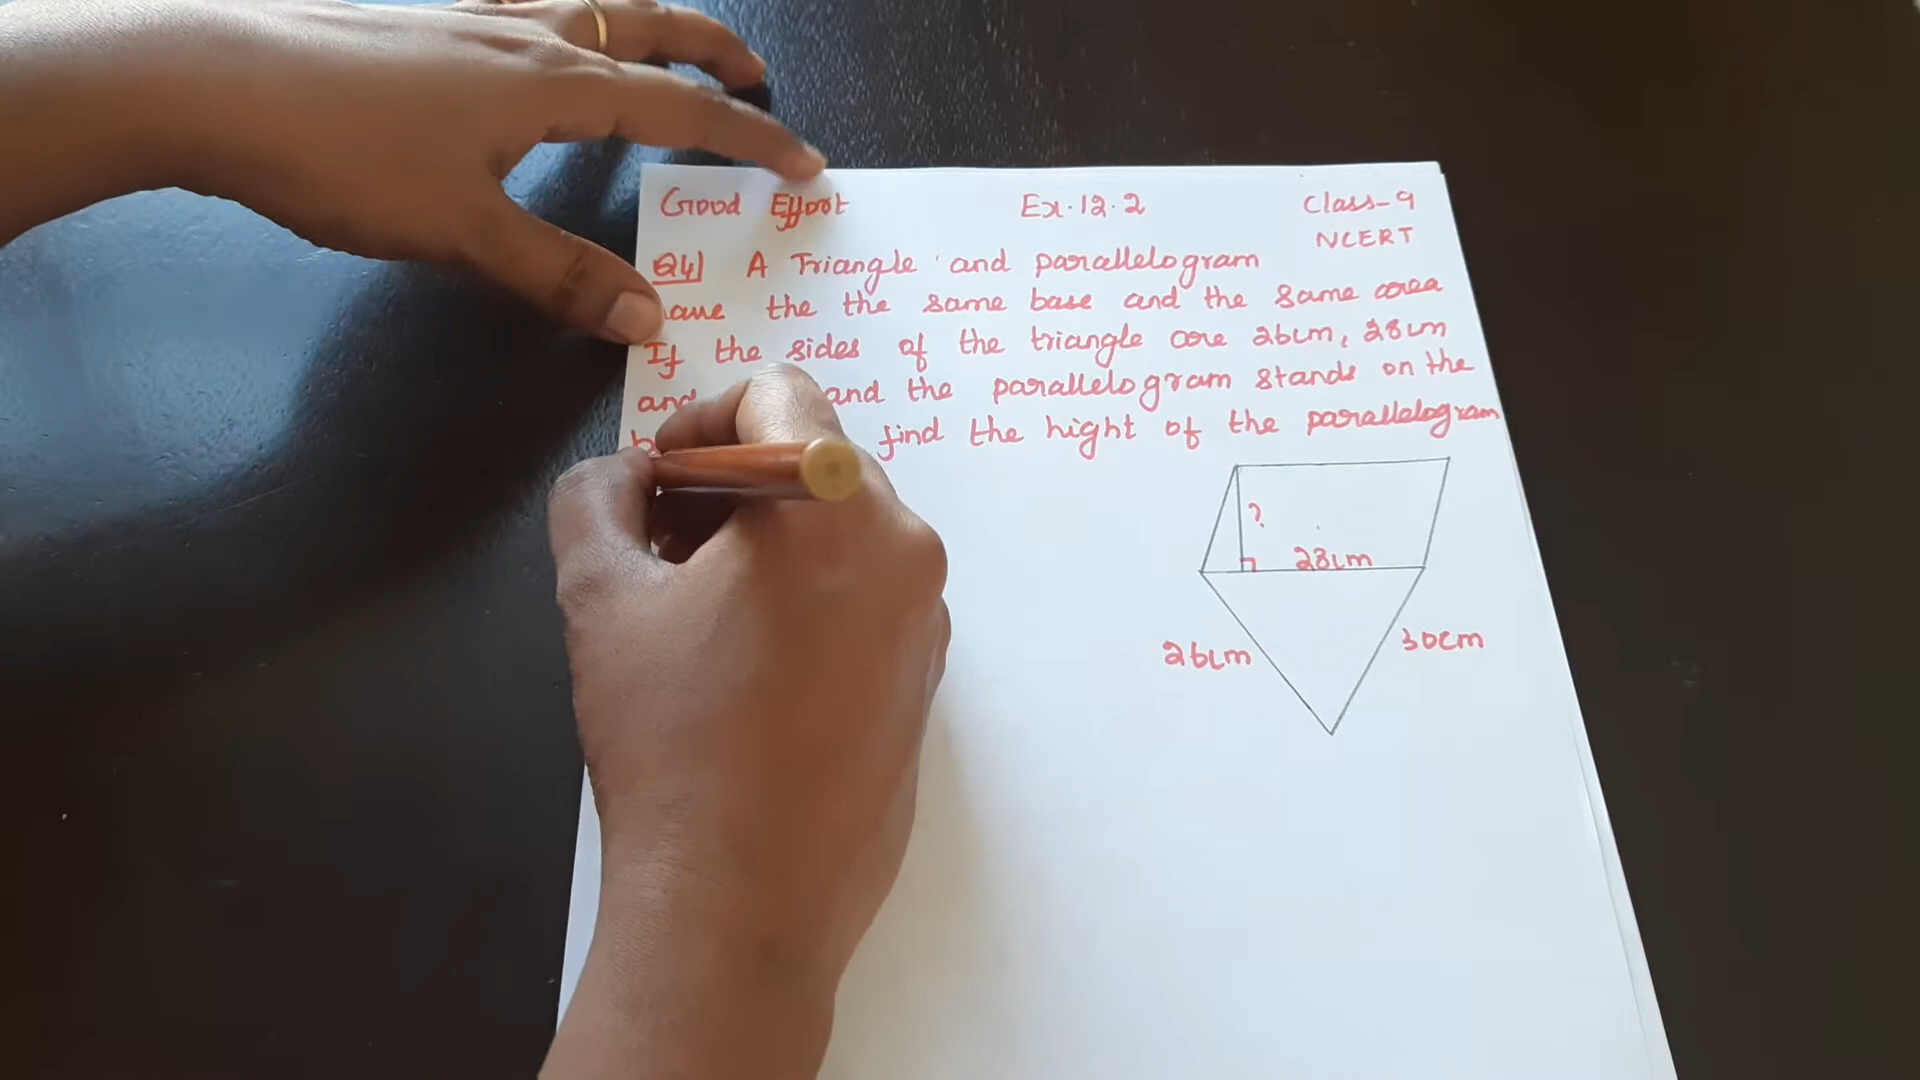 Good Effort Ex.12.2 Class-9
NCERT
Q4) A Triangle and parallelogram
the the same base and the same area
If the sides of the triangle are 26cm, 28cm
and and the parallelogram stands on the
find the hight of the parallelogram
?
28cm
26cm
30cm